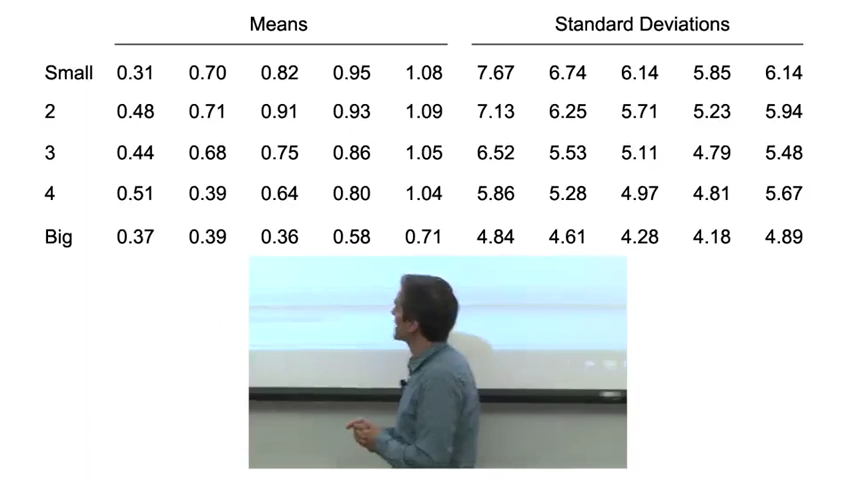 Means Standard Deviations
Small 0.31 0.70 0.82 0.95 1.08 7.67 6.74 6.14 5.85 6.14
2 0.48 0.71 0.91 0.93 1.09 7.13 6.25 5.71 5.23 5.94
3 0.44 0.68 0.75 0.86 1.05 6.52 5.53 5.11 4.79 5.48
4 0.51 0.39 0.64 0.80 1.04 5.86 5.28 4.97 4.81 5.67
Big 0.37 0.39 0.36 0.58 0.71 4.84 4.61 4.28 4.18 4.89